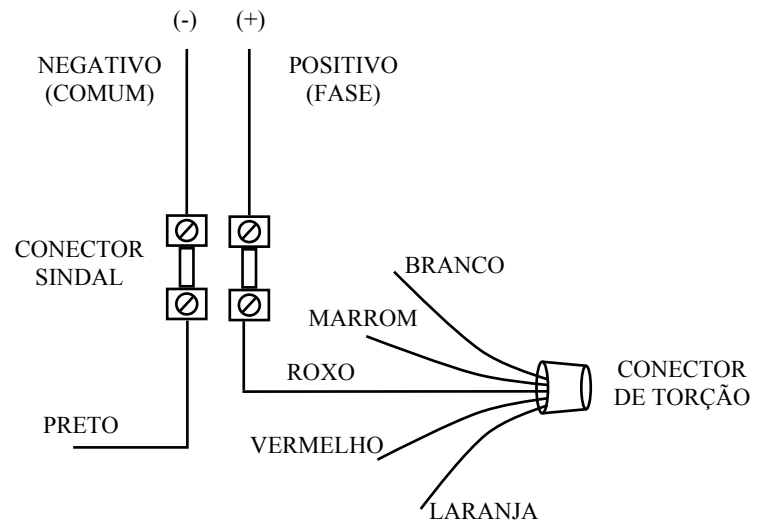 (-)
(+)
NEGATIVO
(COMUM)
POSITIVO
(FASE)
CONECTOR
SINDAL
BRANCO
MARROM
ROXO
CONECTOR
DE TORÇÃO
PRETO
VERMELHO
LARANJA